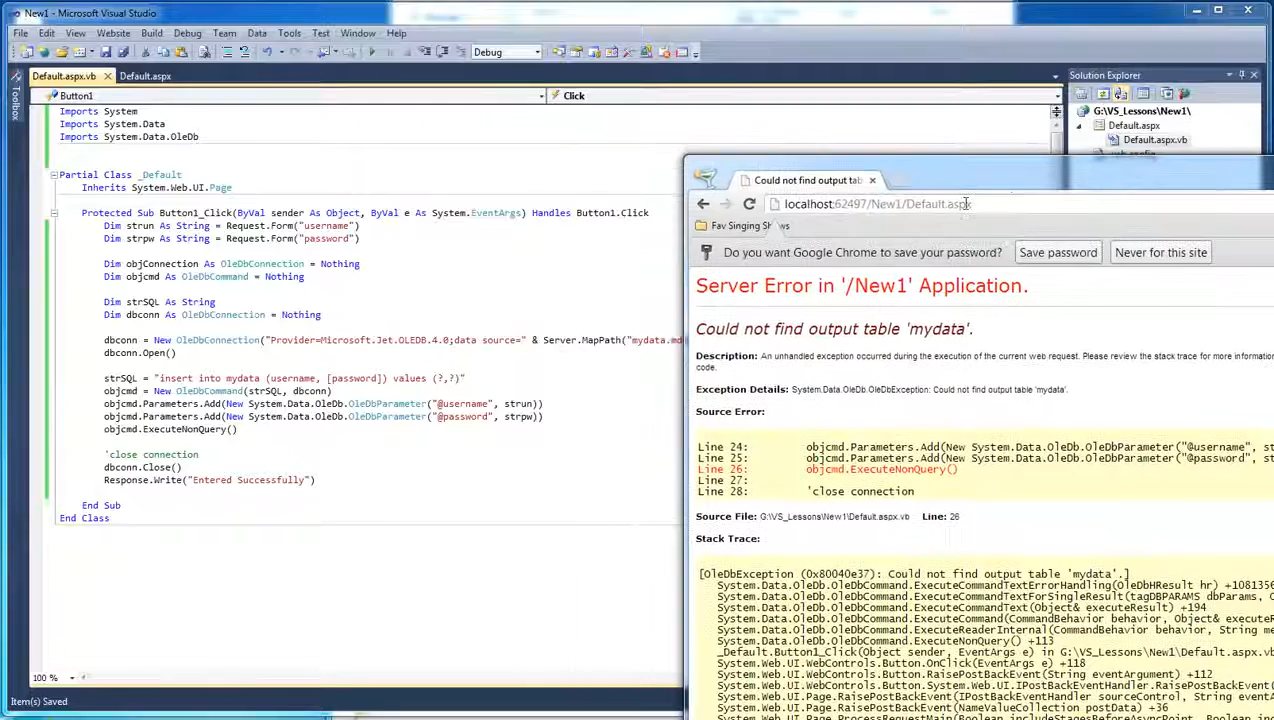 New1 - Microsoft Visual Studio
File Edit View Website Build Debug Team Data Tools Test Window Help
Debug
Default.aspx.vb Default.aspx
Toolbox
Button1 Click
Imports System
Imports System.Data
Imports System.Data.OleDb
Partial Class _Default
Inherits System.Web.UI.Page
Protected Sub Button1_Click(ByVal sender As Object, ByVal e As System.EventArgs) Handles Button1.Click
Dim strun As String = Request.Form("username")
Dim strpw As String = Request.Form("password")
Dim objConnection As OleDbConnection = Nothing
Dim objcmd As OleDbCommand = Nothing
Dim strSQL As String
Dim dbconn As OleDbConnection = Nothing
dbconn = New OleDbConnection("Provider=Microsoft.Jet.OLEDB.4.0;data source=" & Server.MapPath("mydata.md
dbconn.Open()
strSQL = "insert into mydata (username, [password]) values (?,?)"
objcmd = New OleDbCommand(strSQL, dbconn)
objcmd.Parameters.Add(New System.Data.OleDb.OleDbParameter("@username", strun))
objcmd.Parameters.Add(New System.Data.OleDb.OleDbParameter("@password", strpw))
objcmd.ExecuteNonQuery()
'close connection
dbconn.Close()
Response.Write("Entered Successfully")
End Sub
End Class
100 %
Item(s) Saved
Solution Explorer
G:\VS_Lessons\New1\
Default.aspx
Default.aspx.vb
Could not find output tab
localhost:62497/New1/Default.aspx
Fav Singing Shows
Do you want Google Chrome to save your password? Save password Never for this site
Server Error in '/New1' Application.
Could not find output table 'mydata'.
Description: An unhandled exception occurred during the execution of the current web request. Please review the stack trace for more information
code.
Exception Details: System.Data.OleDb.OleDbException: Could not find output table 'mydata'.
Source Error:
Line 24: objcmd.Parameters.Add(New System.Data.OleDb.OleDbParameter("@username", st
Line 25: objcmd.Parameters.Add(New System.Data.OleDb.OleDbParameter("@password", st
Line 26: objcmd.ExecuteNonQuery()
Line 27:
Line 28: 'close connection
Source File: G:\VS_Lessons\New1\Default.aspx.vb Line: 26
Stack Trace:
[OleDbException (0x80040e37): Could not find output table 'mydata'.]
System.Data.OleDb.OleDbCommand.ExecuteCommandTextErrorHandling(OleDbHResult hr) +1081356
System.Data.OleDb.OleDbCommand.ExecuteCommandTextForSingleResult(tagDBPARAMS dbParams, O
System.Data.OleDb.OleDbCommand.ExecuteCommandText(Object& executeResult) +194
System.Data.OleDb.OleDbCommand.ExecuteCommand(CommandBehavior behavior, Object& execute
System.Data.OleDb.OleDbCommand.ExecuteReaderInternal(CommandBehavior behavior, String me
System.Data.OleDb.OleDbCommand.ExecuteNonQuery() +113
_Default.Button1_Click(Object sender, EventArgs e) in G:\VS_Lessons\New1\Default.aspx.vb
System.Web.UI.WebControls.Button.OnClick(EventArgs e) +118
System.Web.UI.WebControls.Button.RaisePostBackEvent(String eventArgument) +112
System.Web.UI.WebControls.Button.System.Web.UI.IPostBackEventHandler.RaisePostBackEvent(
System.Web.UI.Page.RaisePostBackEvent(IPostBackEventHandler sourceControl, String event
System.Web.UI.Page.RaisePostBackEvent(NameValueCollection postData) +36